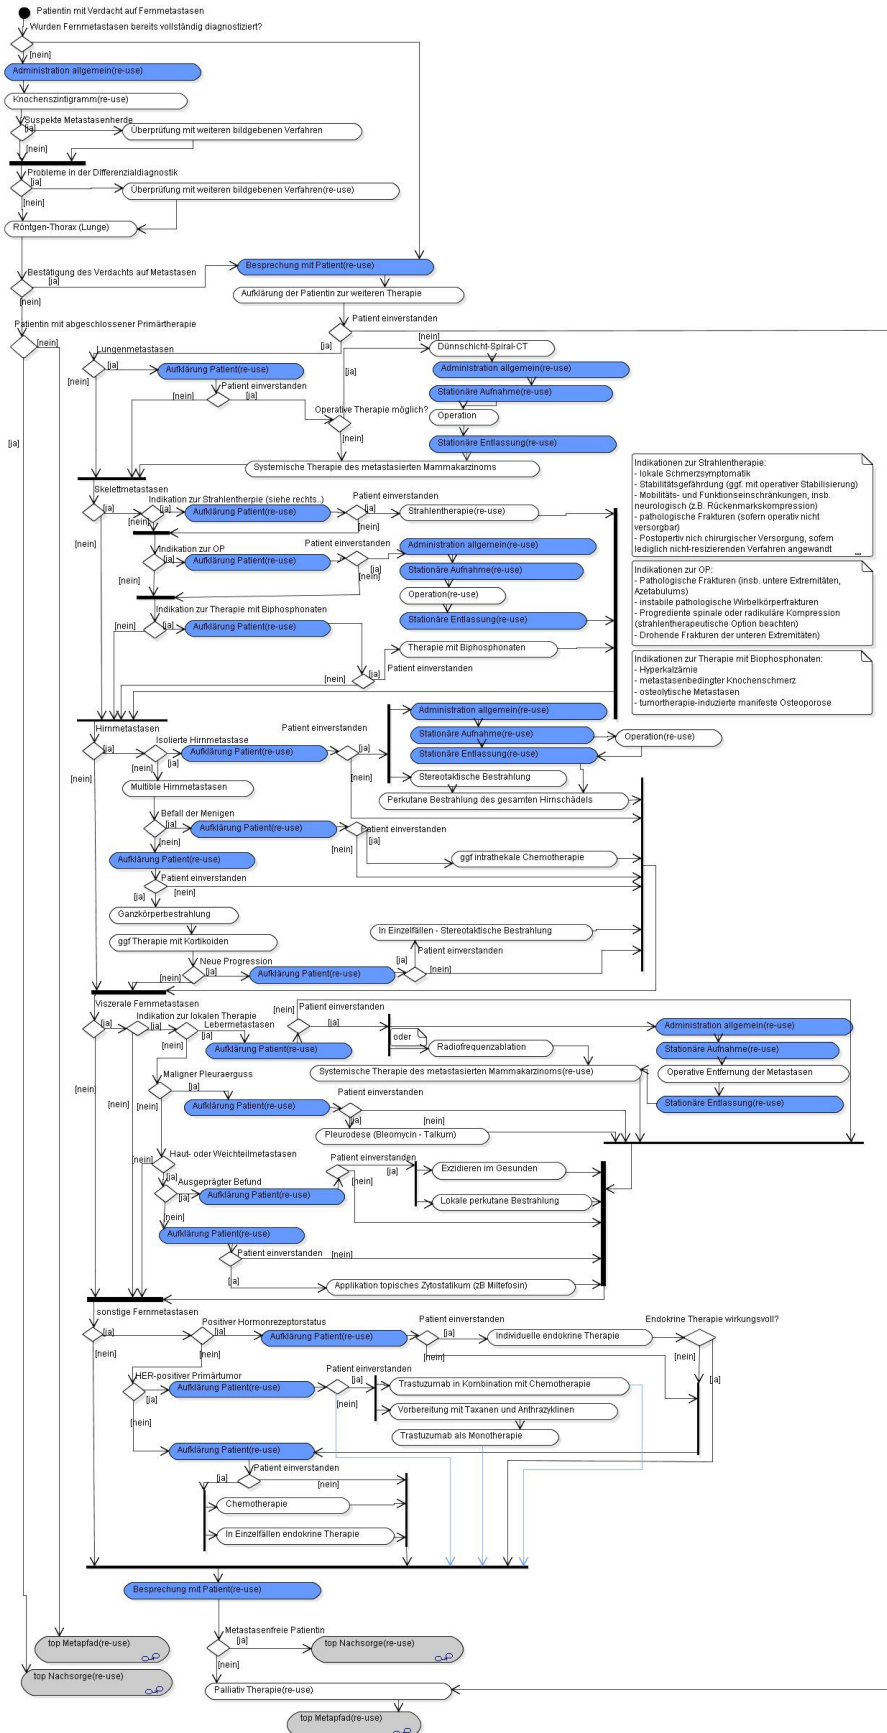 Patientin mit Verdacht auf Fernmetastasen
Wurden Fernmetastasen bereits vollständig diagnostiziert?
[nein]
Administration allgemein(re-use)
Knochenszintigramm(re-use)
Suspekte Metastasenherde
[ja]
Überprüfung mit weiteren bildgebenen Verfahren
[nein]
Probleme in der Differenzialdiagnostik
[ja]
Überprüfung mit weiteren bildgebenen Verfahren(re-use)
[nein]
Röntgen-Thorax (Lunge)
Bestätigung des Verdachts auf Metastasen
[ja]
Besprechung mit Patient(re-use)
[nein]
Aufklärung der Patientin zur weiteren Therapie
Patientin mit abgeschlossener Primärtherapie
Patient einverstanden
[nein]
[ja]
[nein]
Lungenmetastasen
Dünnschicht-Spiral-CT
[ja]
Aufklärung Patient(re-use)
[ja]
Administration allgemein(re-use)
[nein]
Patient einverstanden
Stationäre Aufnahme(re-use)
[nein]
[ja]
Operative Therapie möglich?
Operation
[ja]
[nein]
Stationäre Entlassung(re-use)
Systemische Therapie des metastasierten Mammakarzinoms
Indikationen zur Strahlentherapie:
- lokale Schmerzsymptomatik
- Stabilitätsgefährdung (ggf. mit operativer Stabilisierung)
- Mobilitäts- und Funktionseinschränkungen, insb.
neurologisch (z.B. Rückenmarkskompression)
- pathologische Frakturen (sofern operativ nicht
versorgbar)
- Postopertiv nich chirurgischer Versorgung, sofern
lediglich nicht-resizierenden Verfahren angewandt
...
Skelettmetastasen
Indikation zur Strahlentherpie (siehe rechts..)
Patient einverstanden
[ja]
[ja]
Aufklärung Patient(re-use)
[ja]
Strahlentherapie(re-use)
[nein]
[nein]
[nein]
Indikation zur OP
Patient einverstanden
Administration allgemein(re-use)
[ja]
Aufklärung Patient(re-use)
[ja]
Stationäre Aufnahme(re-use)
[nein]
[nein]
Operation(re-use)
Indikation zur Therapie mit Biphosphonaten
Stationäre Entlassung(re-use)
[ja]
Aufklärung Patient(re-use)
[nein]
Therapie mit Biphosphonaten
[ja]
Patient einverstanden
[nein]
Indikationen zur OP:
- Pathologische Frakturen (insb. untere Extremitäten,
Azetabulums)
- instabile pathologische Wirbelkörperfrakturen
- Progrediente spinale oder radikuläre Kompression
(strahlentherapeutische Option beachten)
- Drohende Frakturen der unteren Extremitäten)
Indikationen zur Therapie mit Biophosphonaten:
- Hyperkalzämie
- metastasenbedingter Knochenschmerz
- osteolytische Metastasen
- tumortherapie-induzierte manifeste Osteoporose
Hirnmetastasen
Patient einverstanden
Administration allgemein(re-use)
Isolierte Hirnmetastase
Stationäre Aufnahme(re-use)
Operation(re-use)
[ja]
[ja]
Aufklärung Patient(re-use)
[ja]
Stationäre Entlassung(re-use)
[nein]
[nein]
[nein]
Stereotaktische Bestrahlung
Multible Hirnmetastasen
Perkutane Bestrahlung des gesamten Hirnschädels
Befall der Menigen
[ja]
Aufklärung Patient(re-use)
Patient einverstanden
[nein]
[ja]
Aufklärung Patient(re-use)
[nein]
ggf intrathekale Chemotherapie
Patient einverstanden
[ja]
[nein]
Ganzkörperbestrahlung
In Einzelfällen - Stereotaktische Bestrahlung
ggf Therapie mit Kortikoiden
Patient einverstanden
Neue Progression
[ja]
[nein]
[ja]
Aufklärung Patient(re-use)
[nein]
Viszerale Fernmetastasen
Patient einverstanden
[nein]
Indikation zur lokalen Therapie
Lebermetastasen
[ja]
[ja]
[ja]
[ja]
Administration allgemein(re-use)
oder
[nein]
Aufklärung Patient(re-use)
Radiofrequenzablation
Stationäre Aufnahme(re-use)
Maligner Pleuraerguss
Systemische Therapie des metastasierten Mammakarzinoms(re-use)
Operative Entfernung der Metastasen
[nein]
[nein]
[ja]
Patient einverstanden
Aufklärung Patient(re-use)
Stationäre Entlassung(re-use)
[nein]
[ja]
[nein]
Pleurodese (Bleomycin - Talkum)
Haut- oder Weichteilmetastasen
Patient einverstanden
[nein]
[ja]
[ja]
Exzidieren im Gesunden
Ausgeprägter Befund
[nein]
[ja]
Aufklärung Patient(re-use)
Lokale perkutane Bestrahlung
[nein]
Aufklärung Patient(re-use)
Patient einverstanden
[nein]
[ja]
Applikation topisches Zytostatikum (zB Miltefosin)
sonstige Fernmetastasen
Positiver Hormonrezeptorstatus
Patient einverstanden
Endokrine Therapie wirkungsvoll?
[ja]
[ja]
Aufklärung Patient(re-use)
[ja]
Individuelle endokrine Therapie
[nein]
[nein]
[nein]
[nein]
[ja]
HER-positiver Primärtumor
Patient einverstanden
[ja]
Aufklärung Patient(re-use)
[ja]
Trastuzumab in Kombination mit Chemotherapie
[nein]
[nein]
Vorbereitung mit Taxanen und Anthrazyklinen
Trastuzumab als Monotherapie
Aufklärung Patient(re-use)
Patient einverstanden
[ja]
[nein]
Chemotherapie
In Einzelfällen endokrine Therapie
Besprechung mit Patient(re-use)
Metastasenfreie Patientin
top Metapfad(re-use)
[ja]
top Nachsorge(re-use)
[nein]
top Nachsorge(re-use)
Palliativ Therapie(re-use)
top Metapfad(re-use)